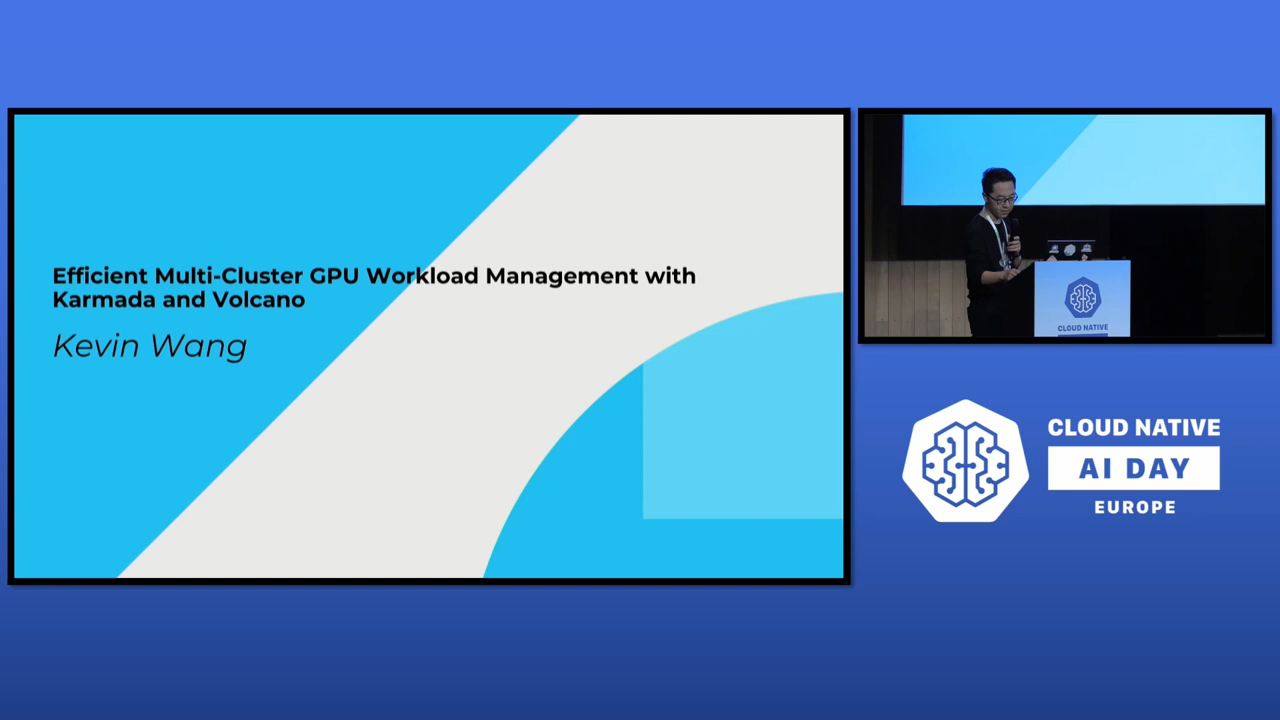 Efficient Multi-Cluster GPU Workload Management with
Karmada and Volcano
Kevin Wang
CLOUD NATIVE
CLOUD NATIVE
AI DAY
EUROPE